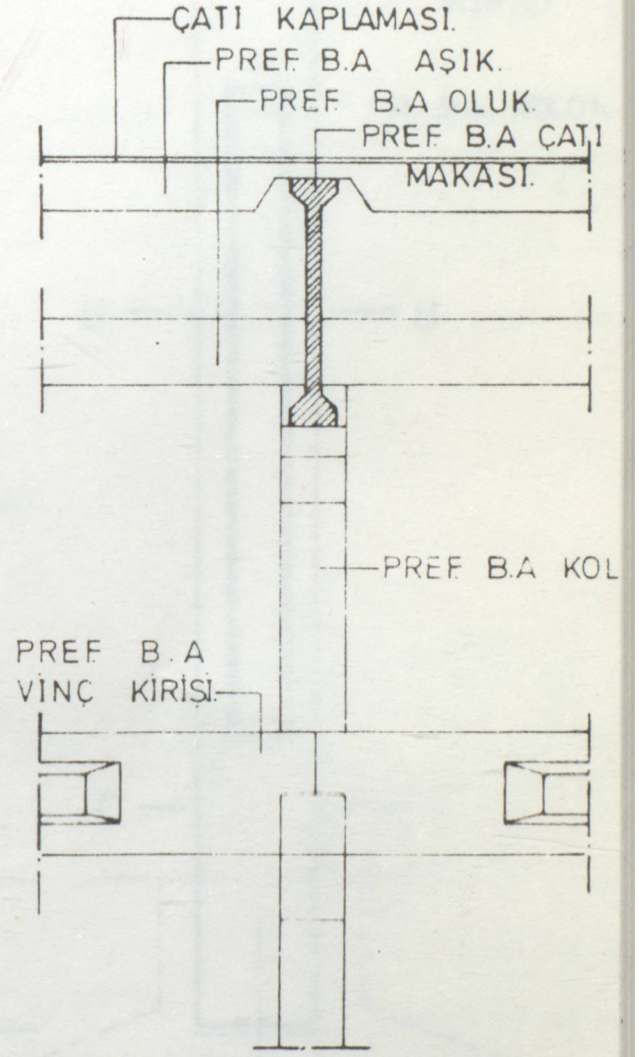 ÇATI KAPLAMASI.
PREF. B.A AŞIK.
PREF. B.A OLUK.
PREF. B.A ÇATI
MAKASI.
PREF. B.A KOL
PREF. B.A
VİNÇ KİRİŞİ.